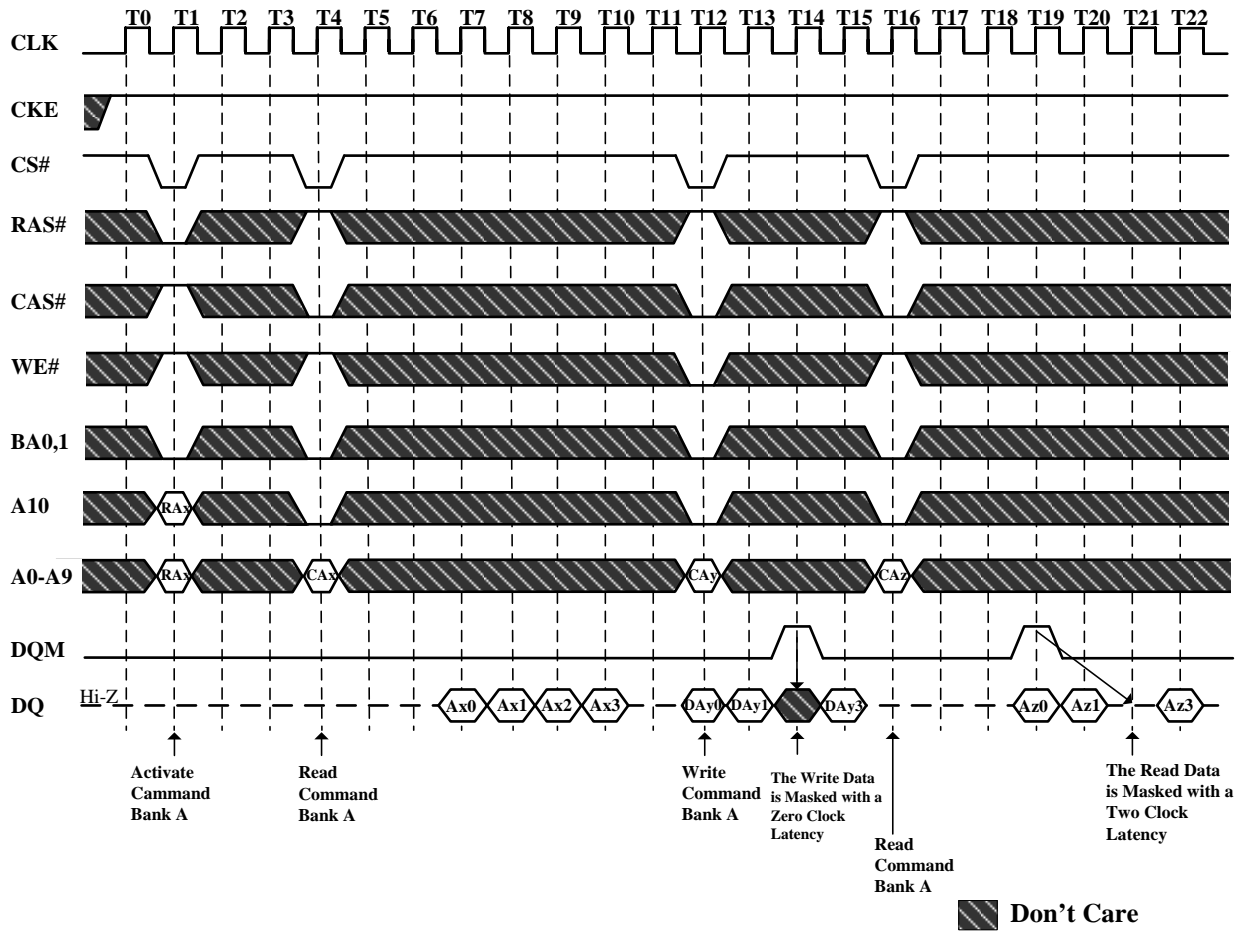 T0 T1 T2 T3 T4 T5 T6 T7 T8 T9 T10 T11 T12 T13 T14 T15 T16 T17 T18 T19 T20 T21 T22
CLK
CKE
CS#
RAS#
CAS#
WE#
BA0,1
A10
RAx
A0-A9
RAx CAx CAy CAz
DQM
DQ
Hi-Z
Ax0 Ax1 Ax2 Ax3 DAy0 DAy1 DAy3 Az0 Az1 Az3
Activate
Cammand
Bank A
Read
Command
Bank A
Write
Command
Bank A
The Write Data
is Masked with a
Zero Clock
Latency
Read
Command
Bank A
The Read Data
is Masked with a
Two Clock
Latency
Don't Care